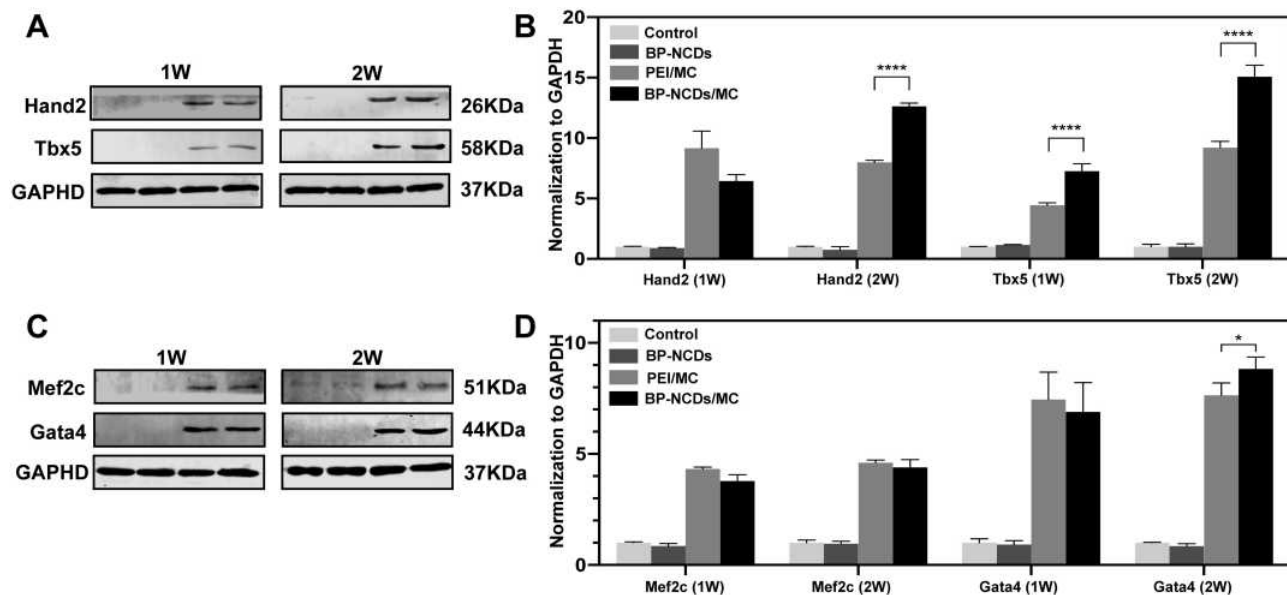 A
1W
2W
Hand2
26KDa
Tbx5
58KDa
GAPHD
37KDa
B
Normalization to GAPDH
20
15
10
5
0
Control
BP-NCDs
PEI/MC
BP-NCDs/MC
****
****
****
Hand2 (1W)
Hand2 (2W)
Tbx5 (1W)
Tbx5 (2W)
C
1W
2W
Mef2c
51KDa
Gata4
44KDa
GAPHD
37KDa
D
Normalization to GAPDH
10
5
0
Control
BP-NCDs
PEI/MC
BP-NCDs/MC
*
Mef2c (1W)
Mef2c (2W)
Gata4 (1W)
Gata4 (2W)